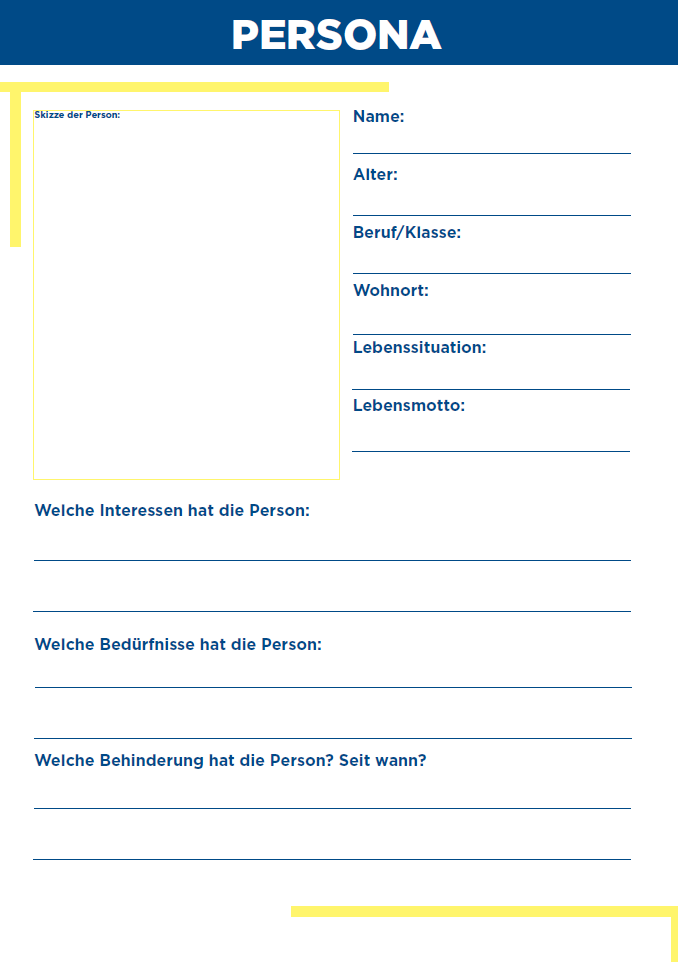 PERSONA
Skizze der Person:
Name:
Alter:
Beruf/Klasse:
Wohnort:
Lebenssituation:
Lebensmotto:
Welche Interessen hat die Person:
Welche Bedürfnisse hat die Person:
Welche Behinderung hat die Person? Seit wann?